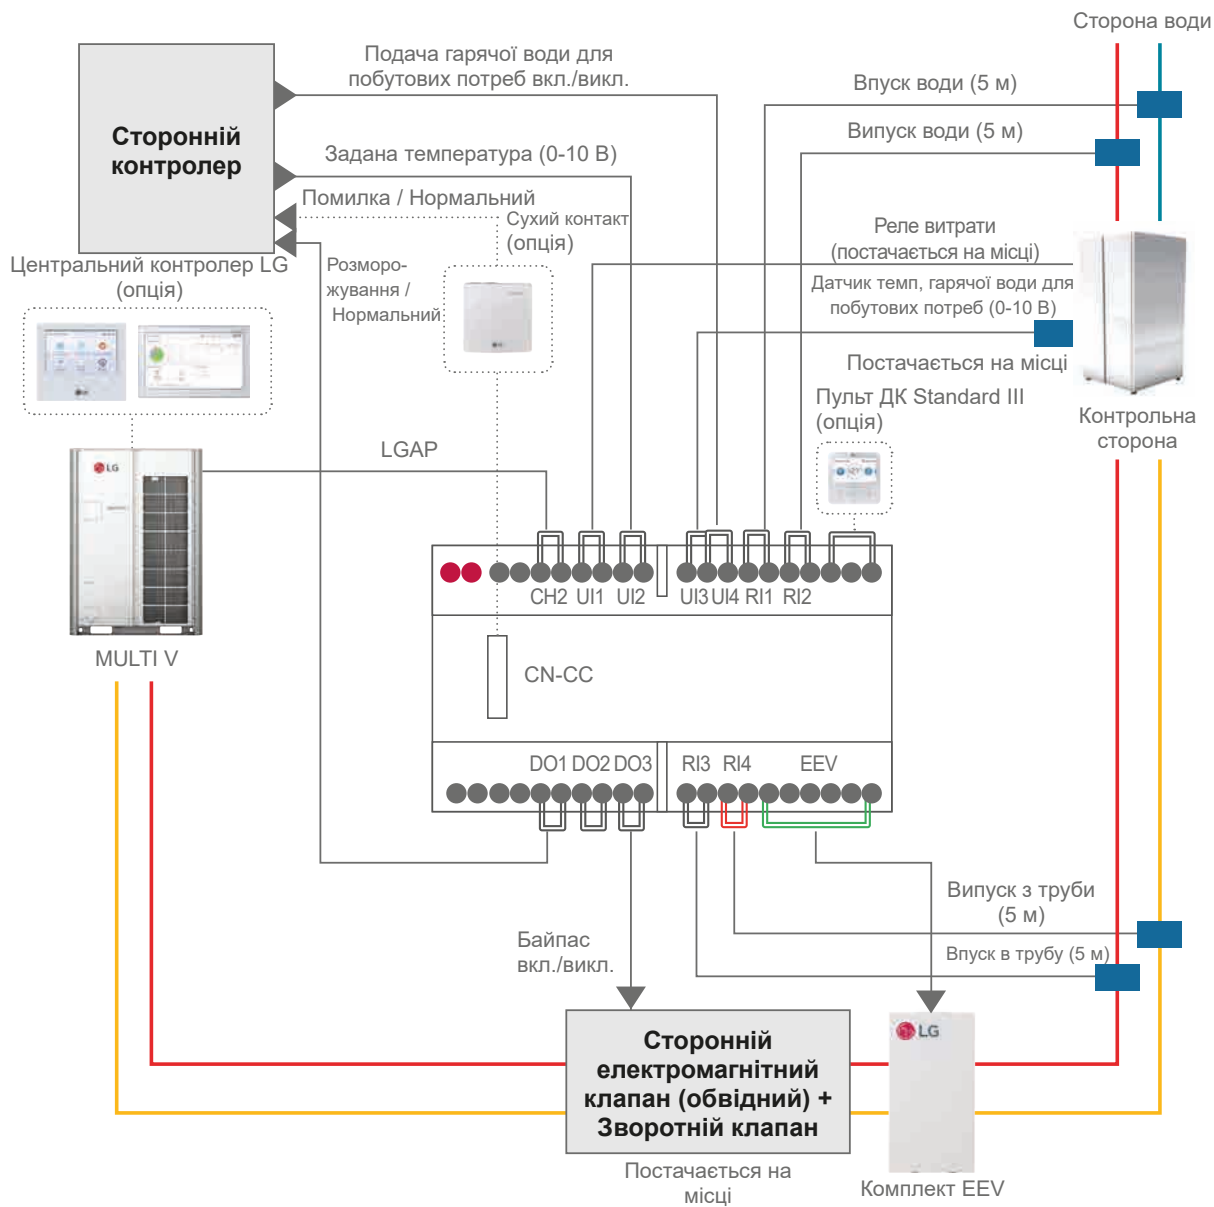 Сторона води
Подача гарячої води для
побутових потреб вкл./викл.
Впуск води (5 м)
Випуск води (5 м)
Сторонній
контролер
Задана температура (0-10 В)
Помилка / Нормальний
Сухий контакт
(опція)
Реле витрати
(постачається на місці)
Центральний контролер LG
(опція)
Розморо-
жування /
Нормальний
Датчик темп, гарячої води для
побутових потреб (0-10 В)
Постачається на місці
Пульт ДК Standard III
(опція)
Контрольна
сторона
LGAP
LG
MULTI V
CH2 UI1 UI2 UI3 UI4 RI1 RI2
CN-CC
DO1 DO2 DO3 RI3 RI4 EEV
Випуск з труби
(5 м)
Байпас
вкл./викл.
Впуск в трубу (5 м)
Сторонній
електромагнітний
клапан (обвідний) +
Зворотній клапан
LG
Постачається на
місці
Комплект EEV